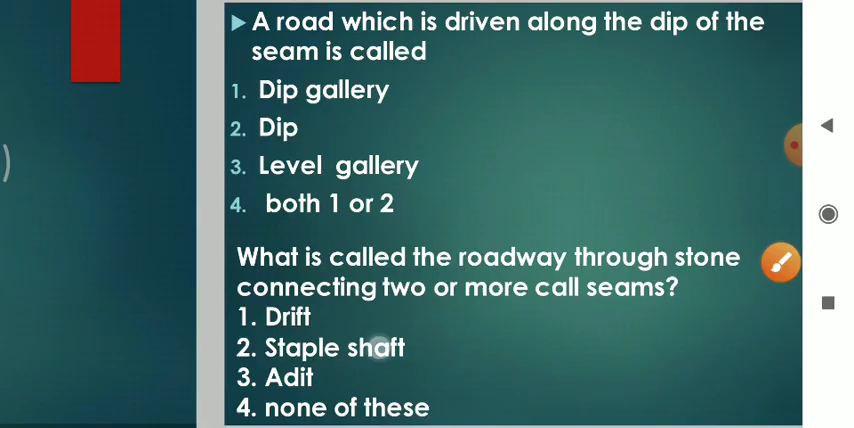 A road which is driven along the dip of the
seam is called
1. Dip gallery
2. Dip
3. Level gallery
4. both 1 or 2
What is called the roadway through stone
connecting two or more call seams?
1. Drift
2. Staple shaft
3. Adit
4. none of these